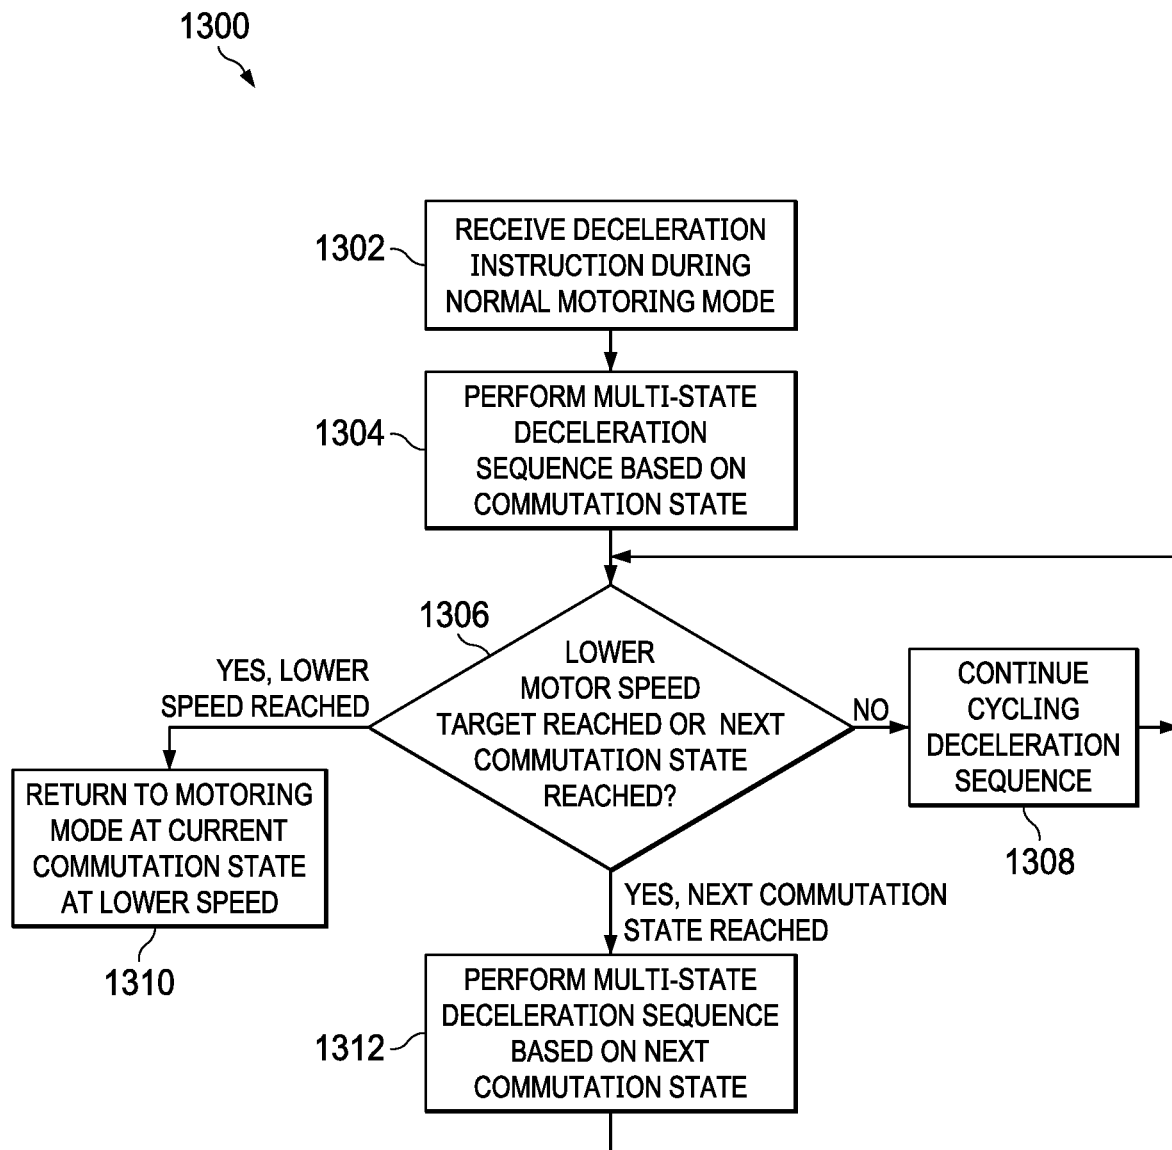 1300
1302
RECEIVE DECELERATION
INSTRUCTION DURING
NORMAL MOTORING MODE
1304
PERFORM MULTI-STATE
DECELERATION
SEQUENCE BASED ON
COMMUTATION STATE
1306
LOWER
MOTOR SPEED
TARGET REACHED OR NEXT
COMMUTATION STATE
REACHED?
YES, LOWER
SPEED REACHED
NO
CONTINUE
CYCLING
DECELERATION
SEQUENCE
1308
RETURN TO MOTORING
MODE AT CURRENT
COMMUTATION STATE
AT LOWER SPEED
1310
YES, NEXT COMMUTATION
STATE REACHED
1312
PERFORM MULTI-STATE
DECELERATION SEQUENCE
BASED ON NEXT
COMMUTATION STATE